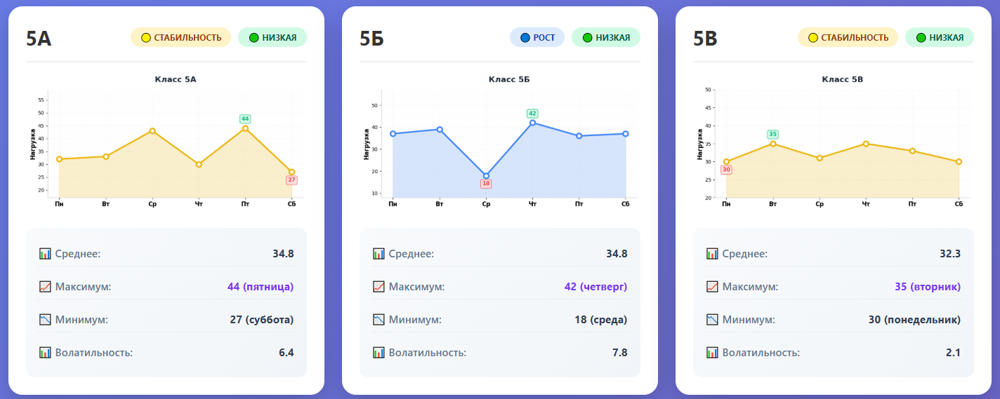 5А
СТАБИЛЬНОСТЬ
НИЗКАЯ
Класс 5А
Нагрузка
55
50
45
40
35
30
25
20
44
27
Пн Вт Ср Чт Пт Сб
Среднее: 34.8
Максимум: 44 (пятница)
Минимум: 27 (суббота)
Волатильность: 6.4
5Б
РОСТ
НИЗКАЯ
Класс 5Б
Нагрузка
50
40
30
20
10
42
18
Пн Вт Ср Чт Пт Сб
Среднее: 34.8
Максимум: 42 (четверг)
Минимум: 18 (среда)
Волатильность: 7.8
5В
СТАБИЛЬНОСТЬ
НИЗКАЯ
Класс 5В
Нагрузка
50
45
40
35
30
25
20
35
30
Пн Вт Ср Чт Пт Сб
Среднее: 32.3
Максимум: 35 (вторник)
Минимум: 30 (понедельник)
Волатильность: 2.1